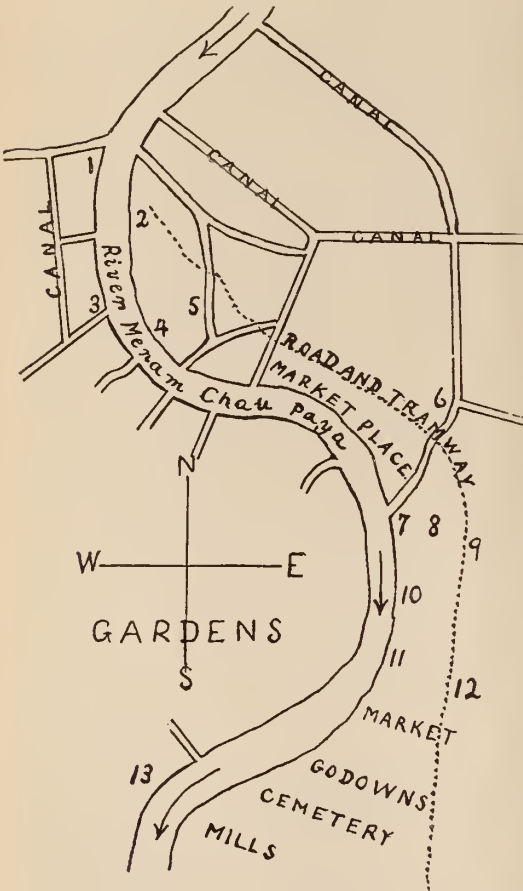 CANAL
CANAL
CANAL
CANAL
1
2
3
4
5
River Menam Chau Paya
ROAD AND TRAMWAY
MARKET PLACE
6
7
8
9
N
W
E
S
GARDENS
10
11
12
MARKET
GODOWNS
CEMETERY
MILLS
13